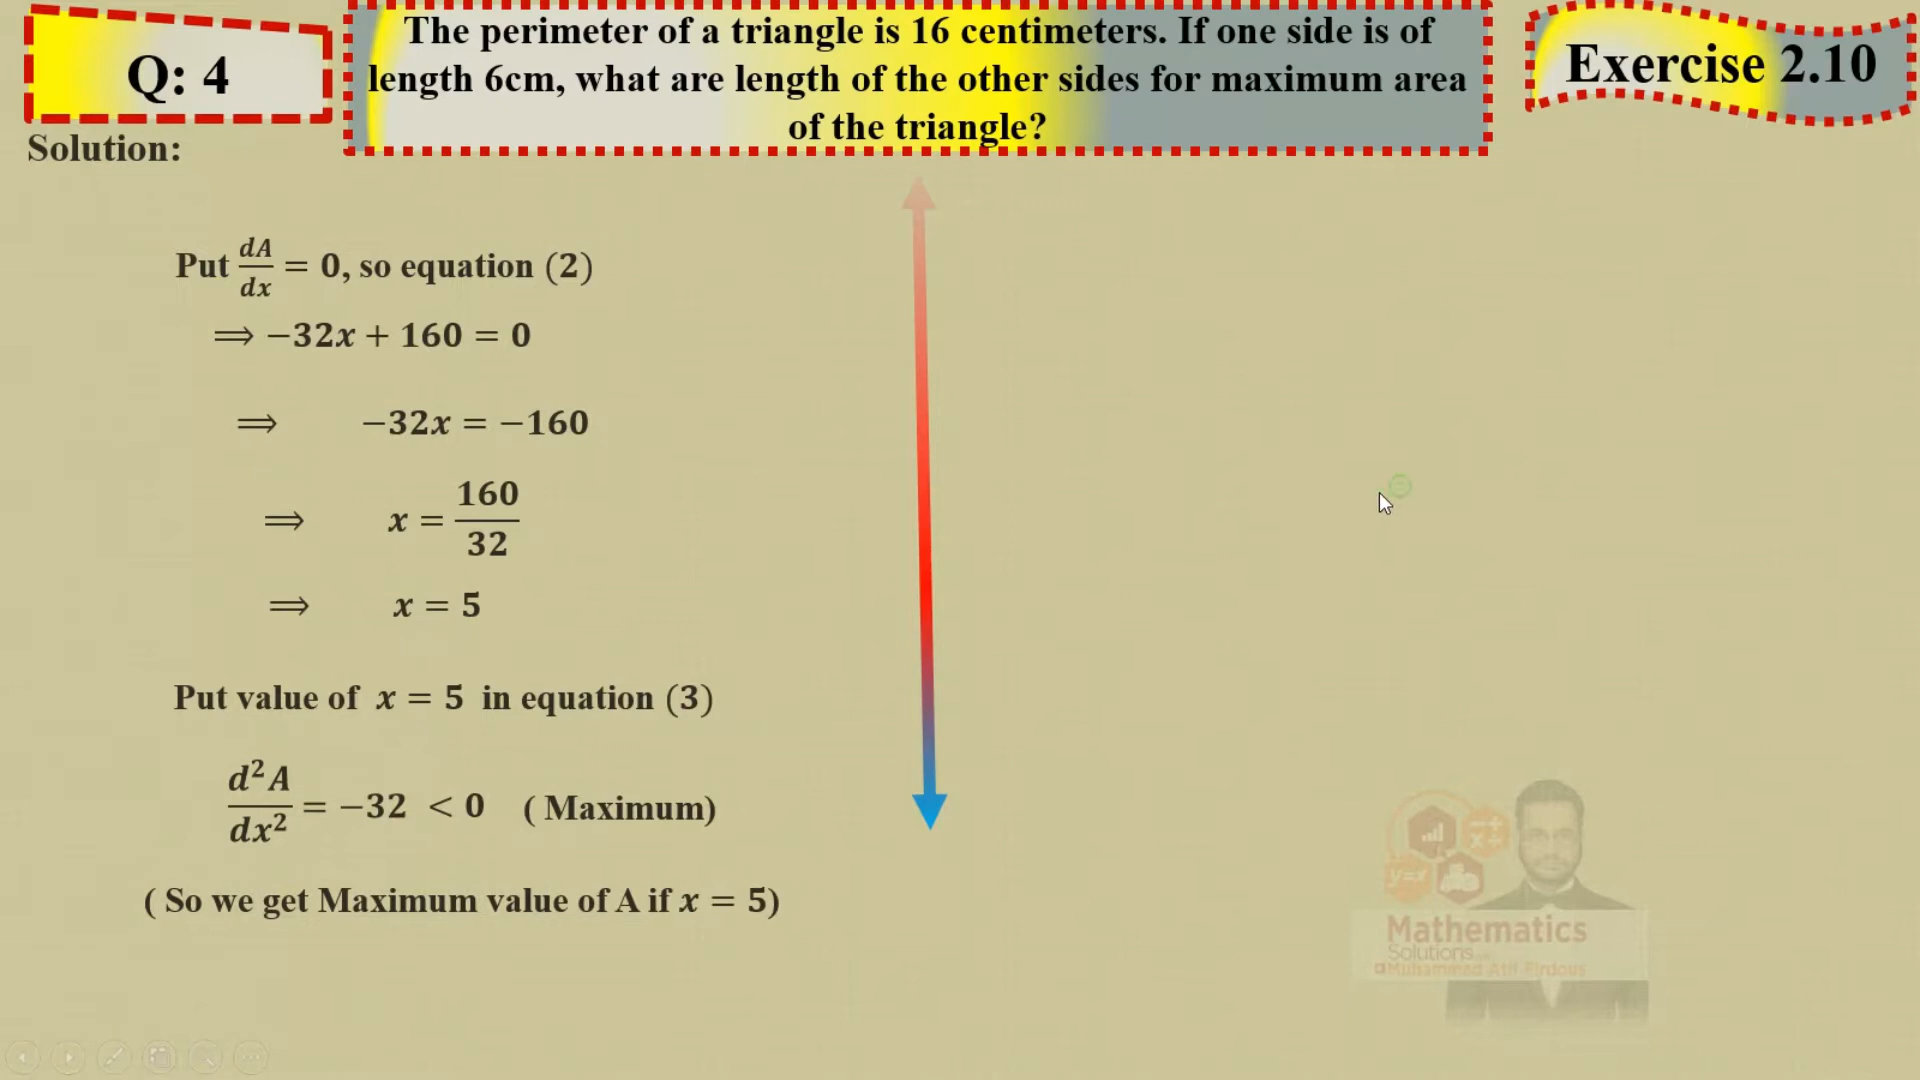 Q: 4
The perimeter of a triangle is 16 centimeters. If one side is of
length 6cm, what are length of the other sides for maximum area
of the triangle?
Exercise 2.10
Solution:
Put dA/dx = 0, so equation (2)
⟹ −32x + 160 = 0
⟹ −32x = −160
⟹ x = 160/32
⟹ x = 5
Put value of x = 5 in equation (3)
d²A/dx² = −32 < 0 ( Maximum)
( So we get Maximum value of A if x = 5)
y=x
Mathematics
Solutions
Muhammad Atif Firdous